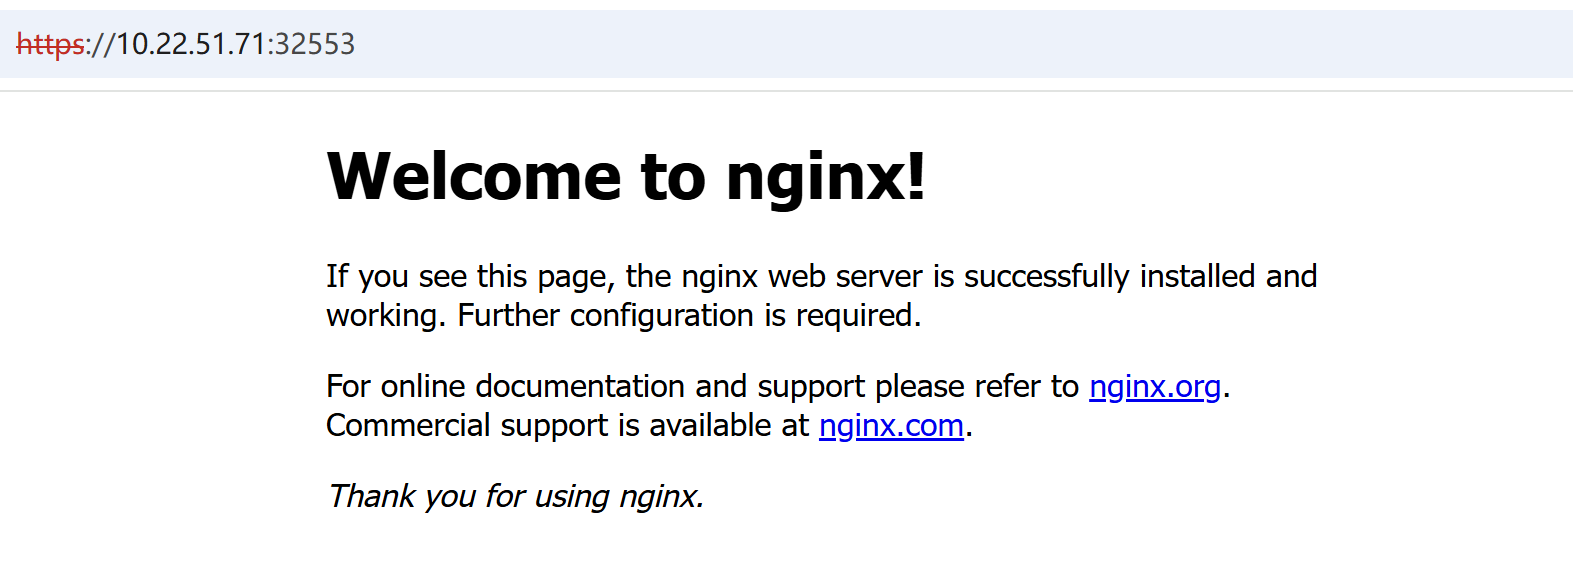 https://10.22.51.71:32553
Welcome to nginx!
If you see this page, the nginx web server is successfully installed and
working. Further configuration is required.
For online documentation and support please refer to nginx.org.
Commercial support is available at nginx.com.
Thank you for using nginx.